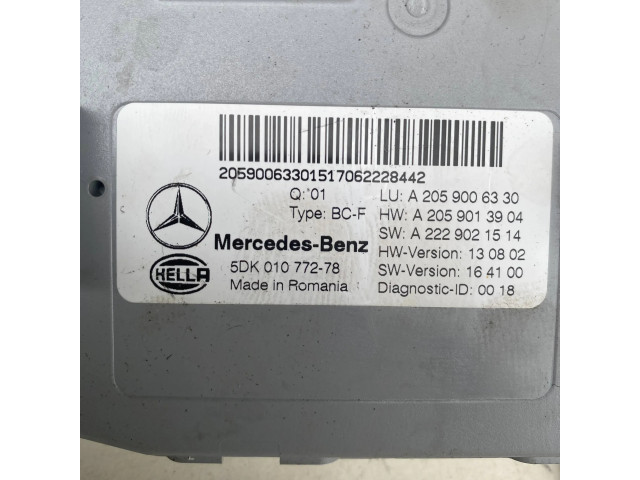 20590063301517062228442
Q: 01
Type: BC-F
Mercedes-Benz
HELLA
5DK 010 772-78
Made in Romania
LU: A 205 900 63 30
HW: A 205 901 39 04
SW: A 222 902 15 14
HW-Version: 13 08 02
SW-Version: 16 41 00
Diagnostic-ID: 00 18